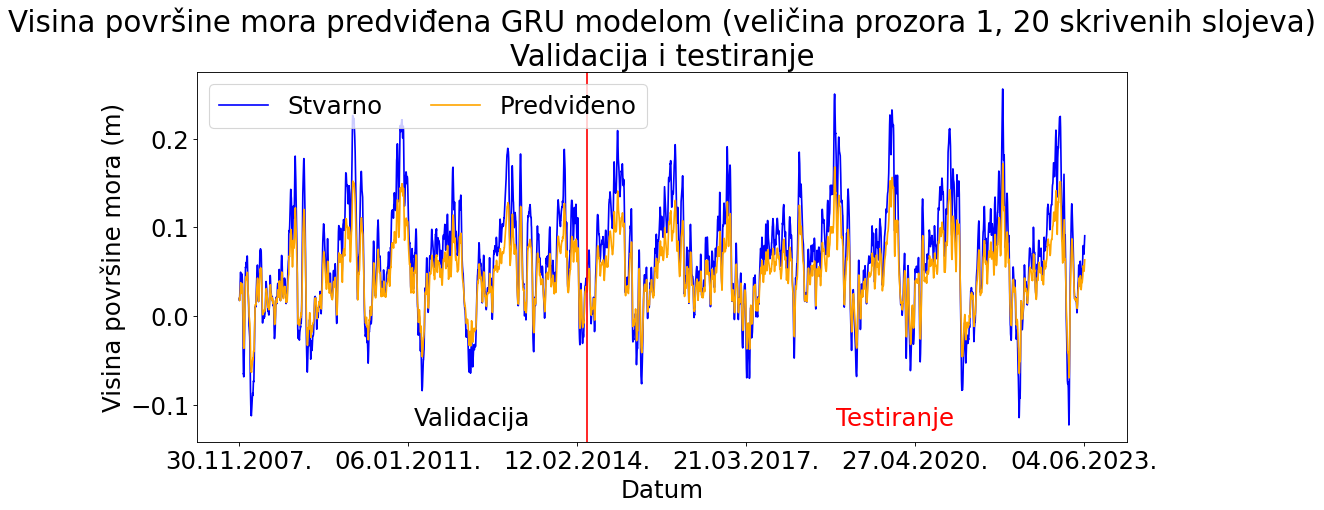 Visina površine mora predviđena GRU modelom (veličina prozora 1, 20 skrivenih slojeva)
Validacija i testiranje
Stvarno
Predviđeno
Visina površine mora (m)
0.2
0.1
0.0
−0.1
Validacija
Testiranje
30.11.2007.
06.01.2011.
12.02.2014.
21.03.2017.
27.04.2020.
04.06.2023.
Datum